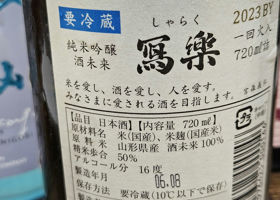 要冷蔵
しゃらく
2023BY
純米吟醸
酒未来
寫樂
一回火入
720ml詰
米を愛し、酒を愛し、人を愛す。
みなさまに愛される酒を目指します。
【品目 日本酒】【内容量 720㎖】
原材料名／米(国産)、米麹(国産米)
原料米／山形県産 酒未来 100%
精米歩合／50%
アルコール分／16度
製造年月 06.08
保存方法／要冷蔵(10℃以下で保存)